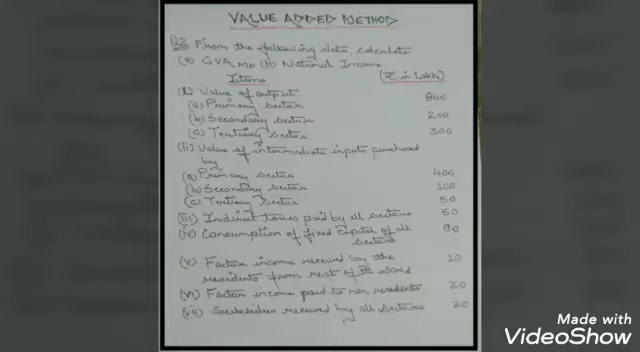 VALUE ADDED METHOD
Q2 From the following data, calculate
(a) GVA MP (b) National Income.
Items (₹ in Lakh)
(i) Value of output
(a) Primary sector 800
(b) Secondary sector 200
(c) Tertiary sector 300
(ii) Value of intermediate inputs purchased
by
(a) Primary sector 400
(b) Secondary sector 100
(c) Tertiary sector 50
(iii) Indirect taxes paid by all sectors 50
(iv) Consumption of fixed capital of all 80
sectors
(v) Factor income received by the 10
residents from rest of the world
(vi) Factor income paid to non residents 20
(vii) Subsidies received by all sectors 20
Made with
VideoShow